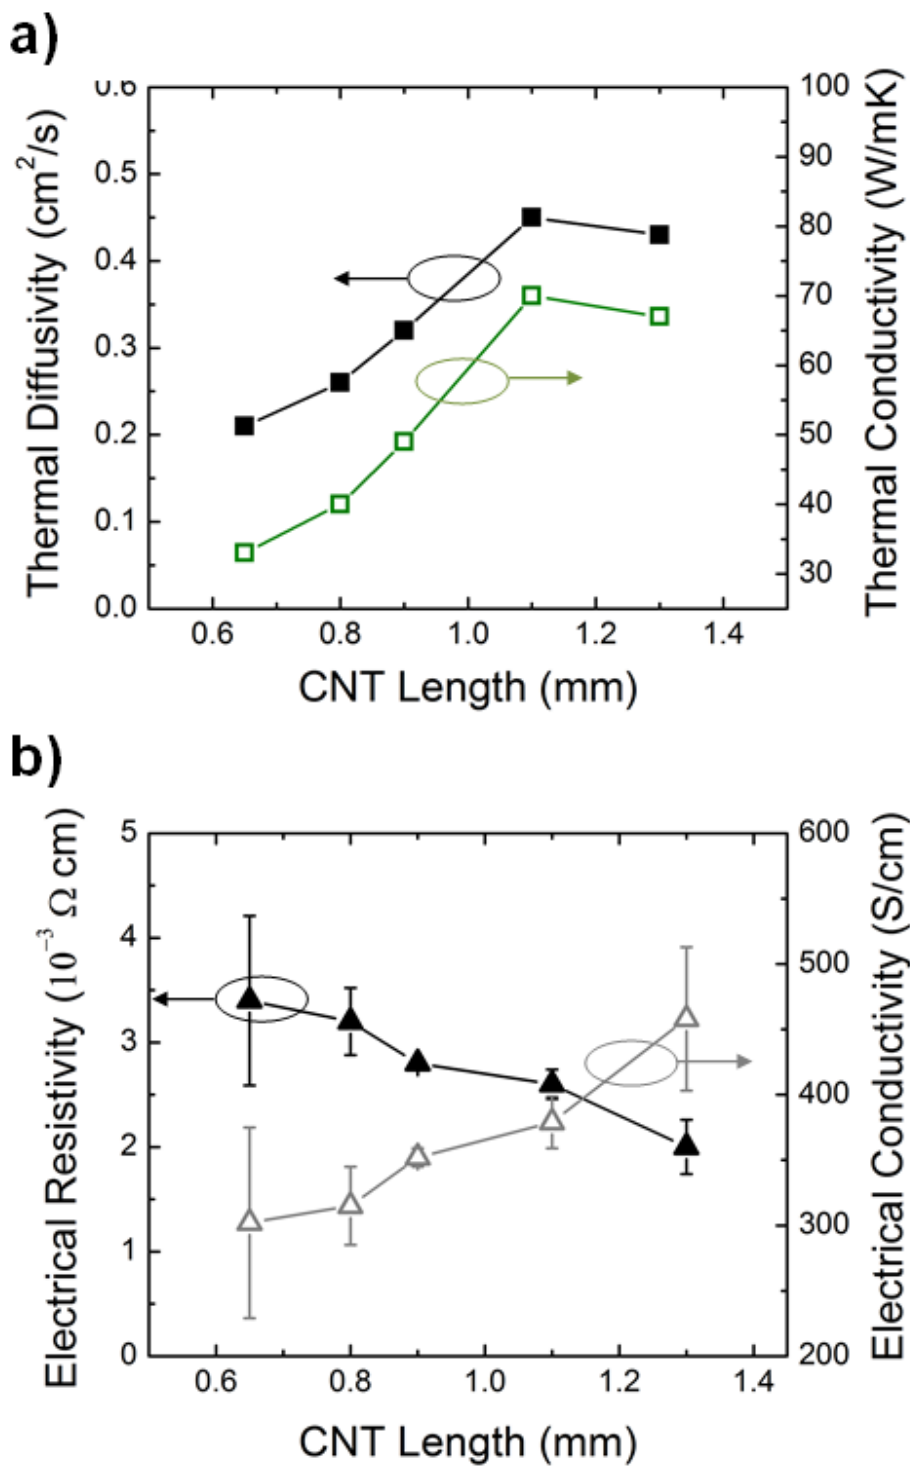 a)
Thermal Diffusivity (cm²/s)
0.6
0.5
0.4
0.3
0.2
0.1
0.0
100
90
80
70
60
50
40
30
Thermal Conductivity (W/mK)
0.6 0.8 1.0 1.2 1.4
CNT Length (mm)
b)
Electrical Resistivity (10⁻³ Ω cm)
5
4
3
2
1
0
600
500
400
300
200
Electrical Conductivity (S/cm)
0.6 0.8 1.0 1.2 1.4
CNT Length (mm)